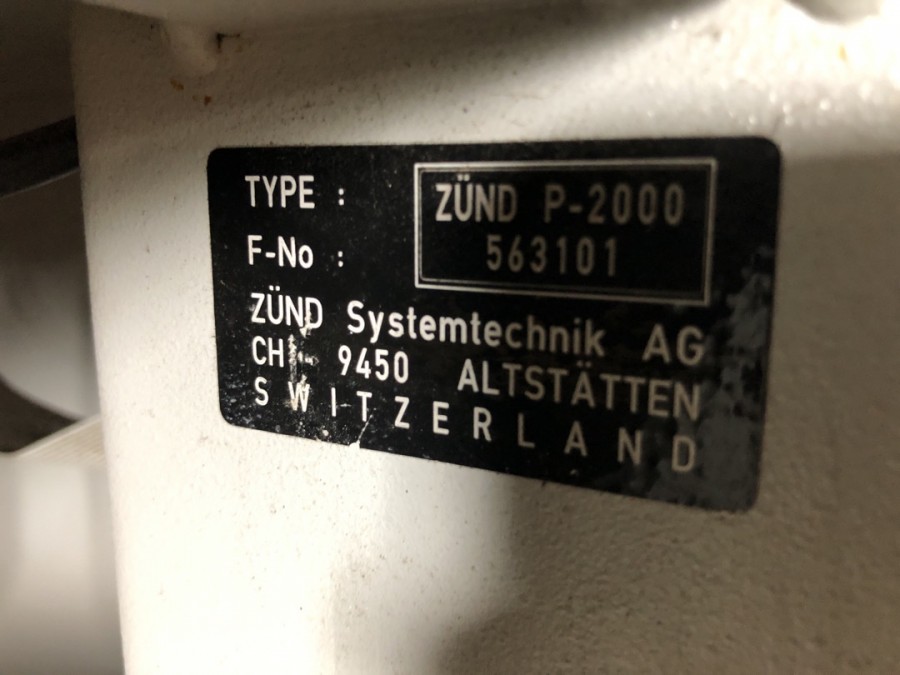 TYPE : ZÜND P-2000
F-No : 563101
ZÜND Systemtechnik AG
CH - 9450 ALTSTÄTTEN
SWITZERLAND